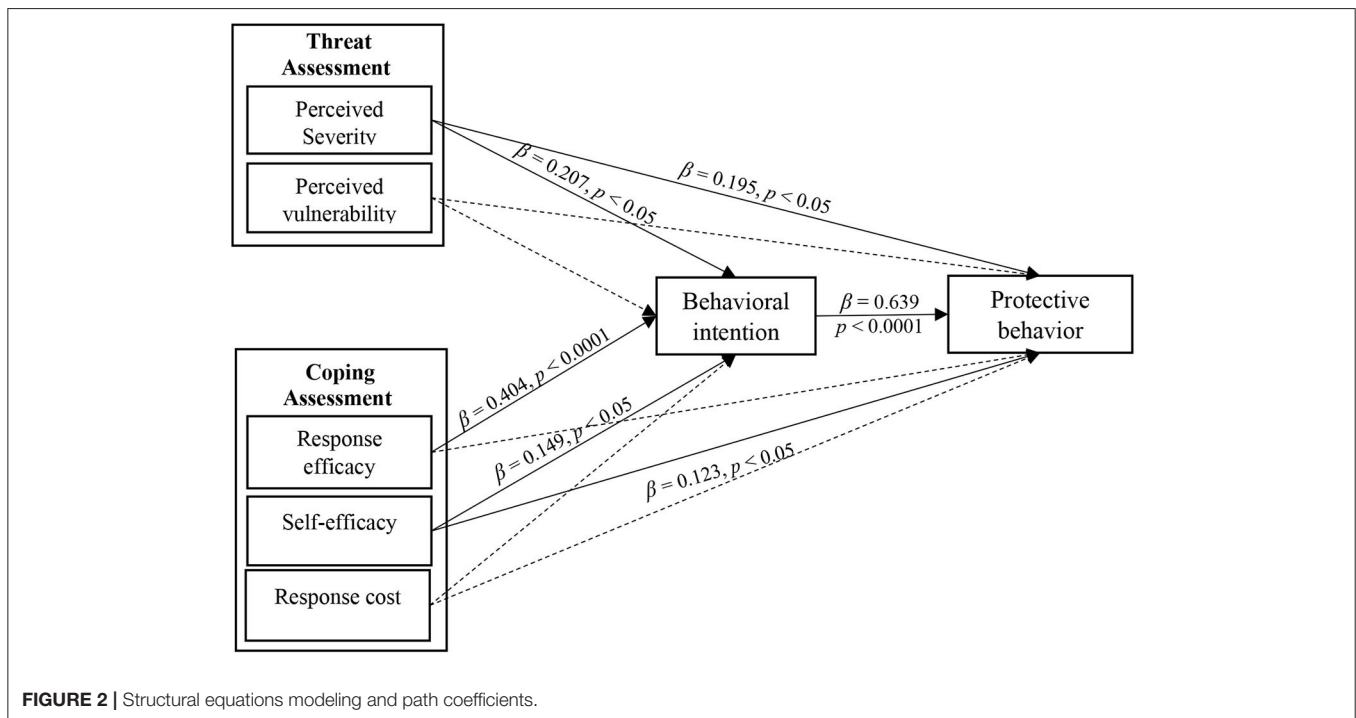 Threat
Assessment
Perceived
Severity
Perceived
vulnerability
β = 0.207, p < 0.05
β = 0.195, p < 0.05
Behavioral
intention
β = 0.639
p < 0.0001
Protective
behavior
Coping
Assessment
Response
efficacy
Self-efficacy
Response cost
β = 0.404, p < 0.0001
β = 0.149, p < 0.05
β = 0.123, p < 0.05
FIGURE 2 | Structural equations modeling and path coefficients.